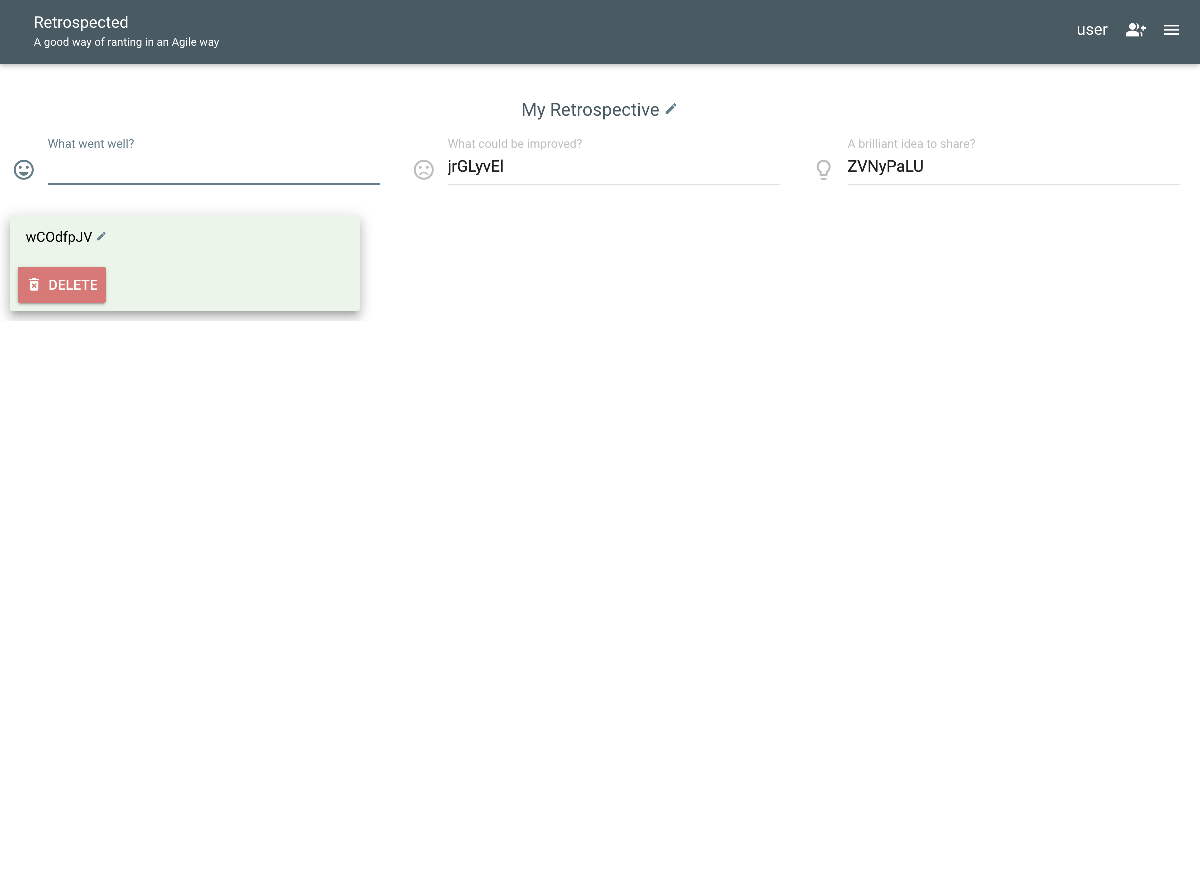 Retrospected
A good way of ranting in an Agile way
user
My Retrospective
What went well?
What could be improved?
jrGLyvEl
A brilliant idea to share?
ZVNyPaLU
wCOdfpJV
DELETE